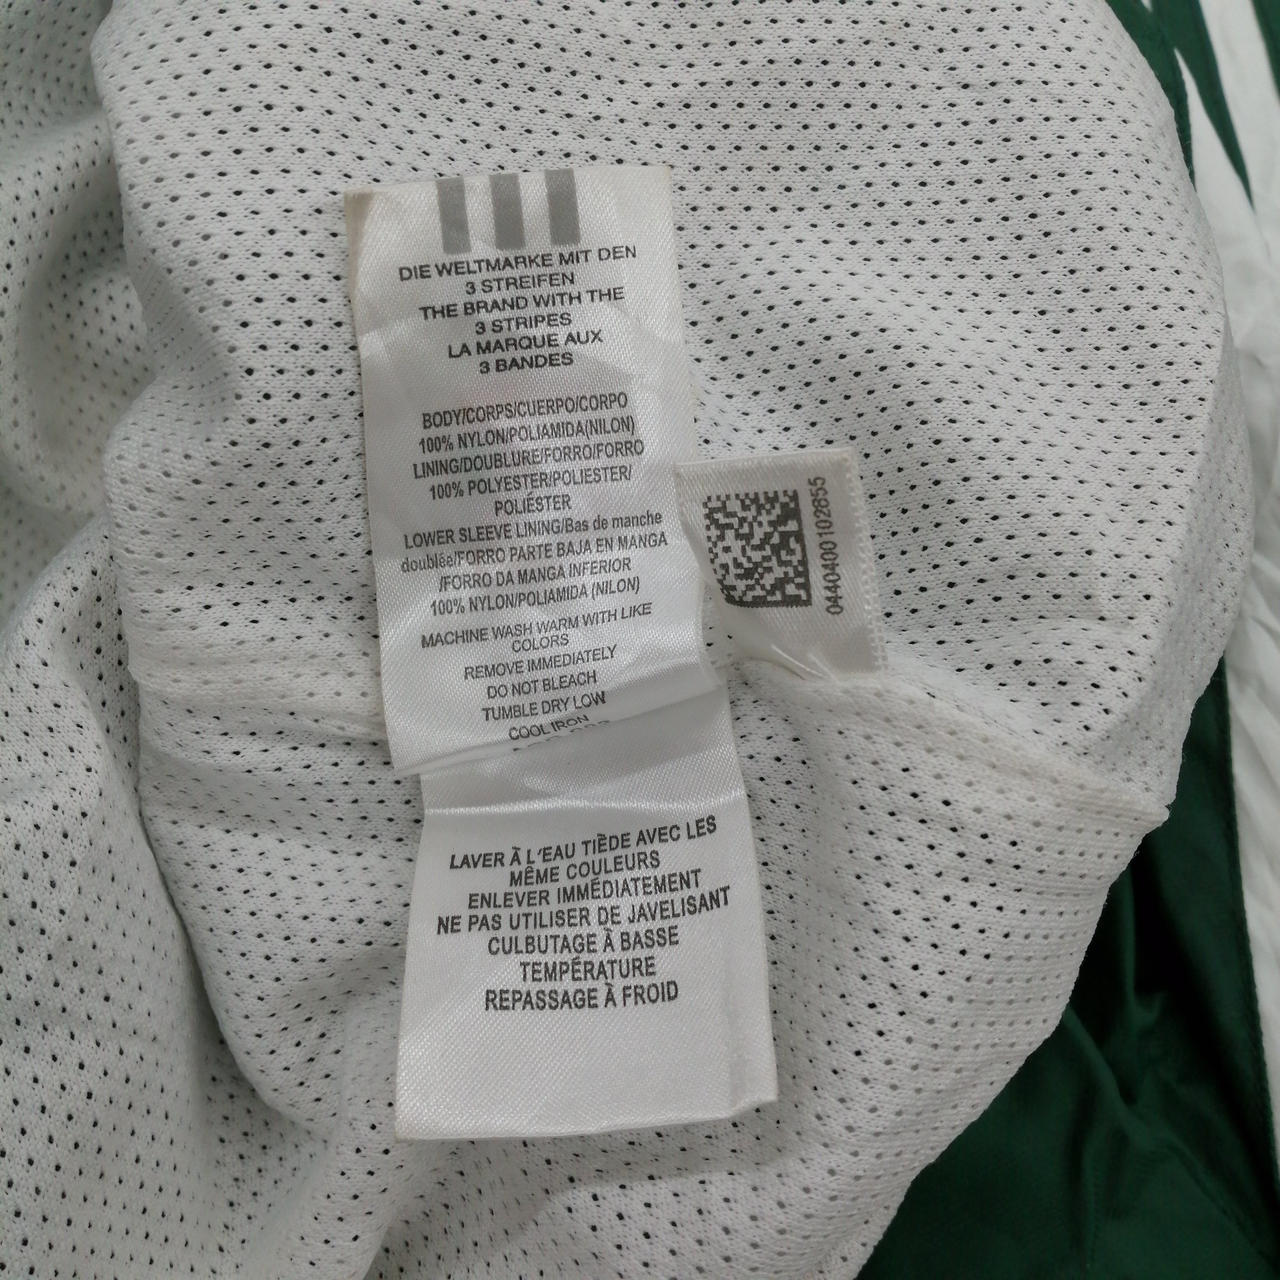 DIE WELTMARKE MIT DEN
3 STREIFEN
THE BRAND WITH THE
3 STRIPES
LA MARQUE AUX
3 BANDES
BODY/CORPS/CUERPO/CORPO
100% NYLON/POLIAMIDA(NILON)
LINING/DOUBLURE/FORRO/FORRO
100% POLYESTER/POLIESTER/
POLIÉSTER
LOWER SLEEVE LINING/Bas de manche
doublée/FORRO PARTE BAJA EN MANGA
/FORRO DA MANGA INFERIOR
100% NYLON/POLIAMIDA (NILON)
MACHINE WASH WARM WITH LIKE
COLORS
REMOVE IMMEDIATELY
DO NOT BLEACH
TUMBLE DRY LOW
COOL IRON
LAVER À L'EAU TIÈDE AVEC LES
MÊME COULEURS
ENLEVER IMMÉDIATEMENT
NE PAS UTILISER DE JAVELISANT
CULBUTAGE À BASSE
TEMPÉRATURE
REPASSAGE À FROID
0440400102855